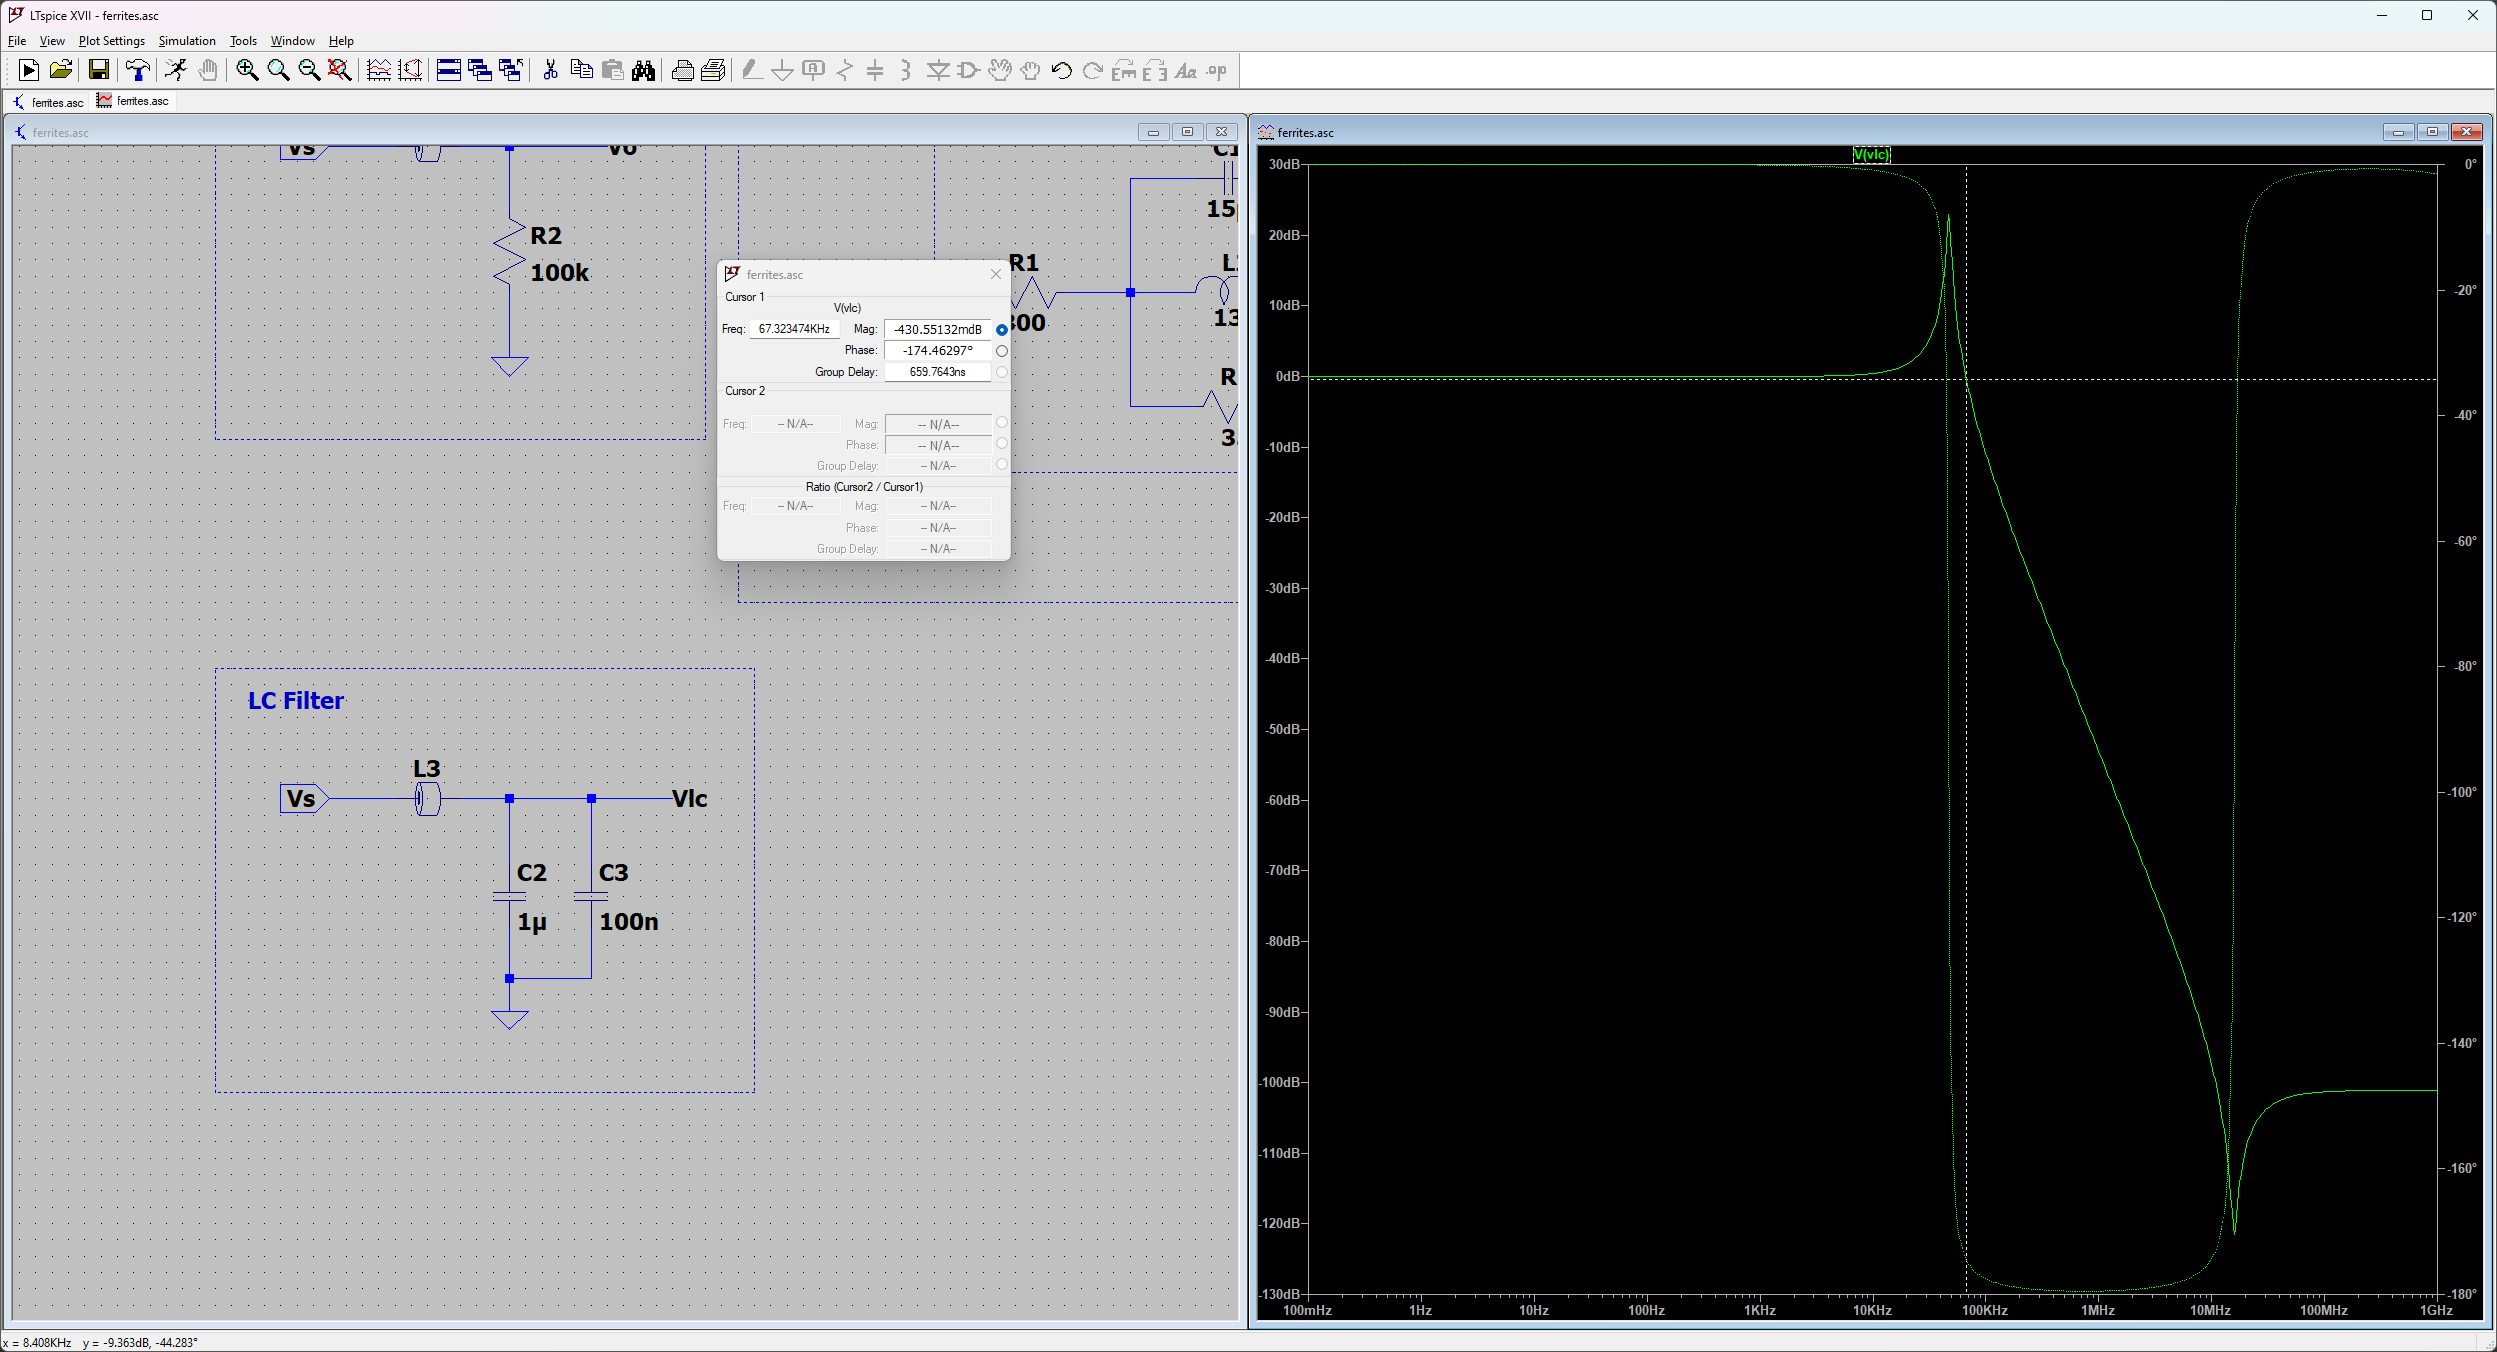 LTspice XVII - ferrites.asc
File View Plot Settings Simulation Tools Window Help
ferrites.asc ferrites.asc
ferrites.asc
Vs Vo
R2
100k
C1
15
R1
300
L
13
R
3.
ferrites.asc
Cursor 1
V(vlc)
Freq: 67.323474KHz Mag: -430.55132mdB
Phase: -174.46297°
Group Delay: 659.7643ns
Cursor 2
Freq: -- N/A-- Mag: -- N/A--
Phase: -- N/A--
Group Delay: -- N/A--
Ratio (Cursor2 / Cursor1)
Freq: -- N/A-- Mag: -- N/A--
Phase: -- N/A--
Group Delay: -- N/A--
LC Filter
L3
Vs Vlc
C2 C3
1µ 100n
ferrites.asc
V(vlc)
30dB 0°
20dB
-20°
10dB
0dB
-40°
-10dB
-20dB
-60°
-30dB
-40dB
-80°
-50dB
-100°
-60dB
-70dB
-120°
-80dB
-90dB
-140°
-100dB
-110dB
-160°
-120dB
-130dB -180°
100mHz 1Hz 10Hz 100Hz 1KHz 10KHz 100KHz 1MHz 10MHz 100MHz 1GHz
x = 8.408KHz y = -9.363dB, -44.283°